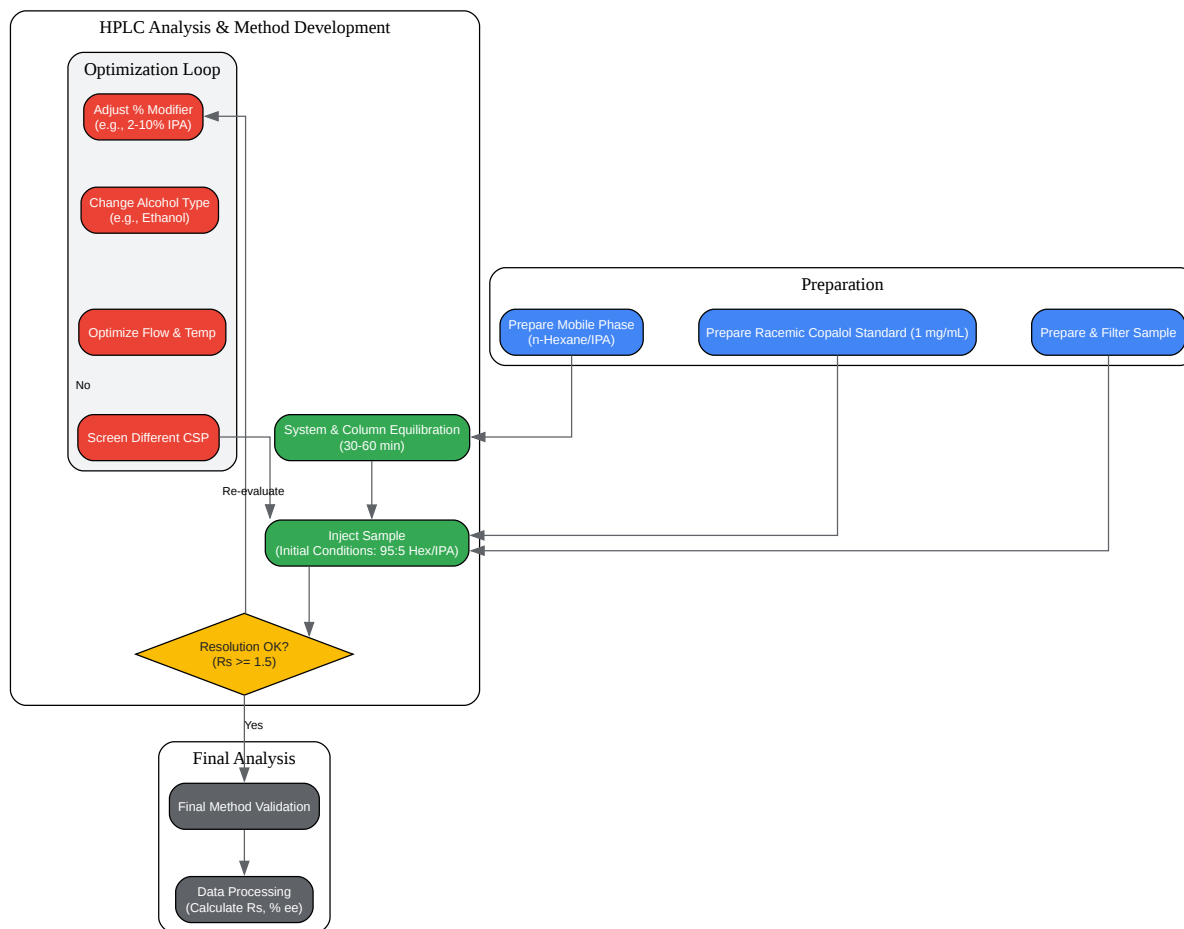 HPLC Analysis & Method Development
Optimization Loop
Adjust % Modifier
(e.g., 2-10% IPA)
Change Alcohol Type
(e.g., Ethanol)
Optimize Flow & Temp
No
Screen Different CSP
Preparation
Prepare Mobile Phase
(n-Hexane/IPA)
Prepare Racemic Copalol Standard (1 mg/mL)
Prepare & Filter Sample
System & Column Equilibration
(30-60 min)
Re-evaluate
Inject Sample
(Initial Conditions: 95:5 Hex/IPA)
Resolution OK?
(Rs >= 1.5)
Yes
Final Analysis
Final Method Validation
Data Processing
(Calculate Rs, % ee)